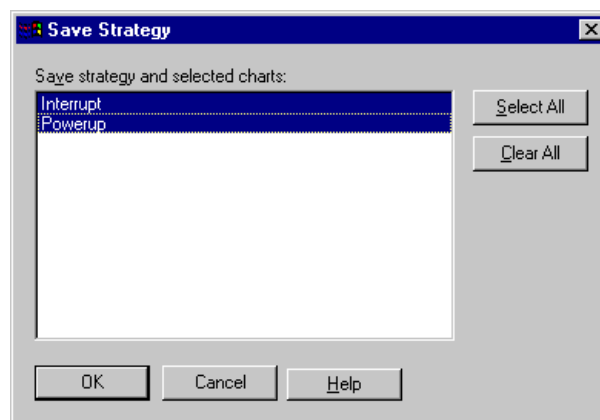 Save Strategy
Save strategy and selected charts:
Interrupt
Powerup
Select All
Clear All
OK
Cancel
Help